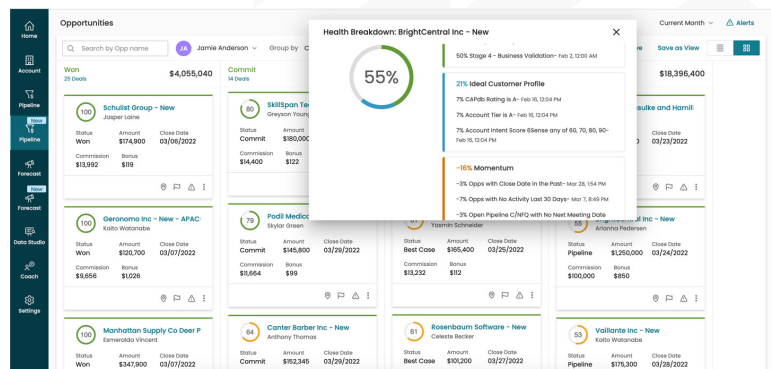 Home
Account
Pipeline
New
Pipeline
Forecast
New
Forecast
Data Studio
Coach
Settings
Opportunities
Current Month
Alerts
Search by Opp name
JA
Jamie Anderson
Group by
Save as View
Won
25 Deals
$4,055,040
Commit
14 Deals
$18,396,400
Health Breakdown: BrightCentral Inc - New
55%
50% Stage 4 - Business Validation- Feb 2, 12:00 AM
21% Ideal Customer Profile
7% CAPdb Rating is A- Feb 16, 12:04 PM
7% Account Tier is A- Feb 16, 12:04 PM
7% Account Intent Score 6Sense any of 60, 70, 80, 90-
Feb 16, 12:04 PM
-16% Momentum
-3% Opps with Close Date in the Past- Mar 28, 1:54 PM
-7% Opps with No Activity Last 30 Days- Mar 7, 8:49 PM
-3% Open Pipeline C/NFQ with No Next Meeting Date
100
Schulist Group - New
Jasper Laine
Status Amount Close Date
Won $174,900 03/06/2022
Commission Bonus
$13,992 $119
80
SkillSpan Te
Greyson Young
Status Amount
Commit $180,000
Commission Bonus
$14,400 $122
Close Date
03/23/2022
100
Geronomo Inc - New - APAC-
Kaito Watanabe
Status Amount Close Date
Won $120,700 03/07/2022
Commission Bonus
$9,656 $1,026
79
Podil Medic
Skylar Green
Status Amount Close Date
Commit $145,800 03/29/2022
Commission Bonus
$11,664 $99
Yasmin Schneider
Status Amount Close Date
Best Case $165,400 03/25/2022
Commission Bonus
$13,232 $112
55
Inc - New
Arianna Pedersen
Status Amount Close Date
Pipeline $1,250,000 03/24/2022
Commission Bonus
$100,000 $850
100
Manhattan Supply Co Deer P
Esmeralda Vincent
Status Amount Close Date
Won $347,900 03/07/2022
64
Canter Barber Inc - New
Anthony Thomas
Status Amount Close Date
Commit $152,345 03/29/2022
61
Rosenbaum Software - New
Celeste Becker
Status Amount Close Date
Best Case $101,200 03/27/2022
53
Vaillante Inc - New
Kaito Watanabe
Status Amount Close Date
Pipeline $175,300 03/28/2022